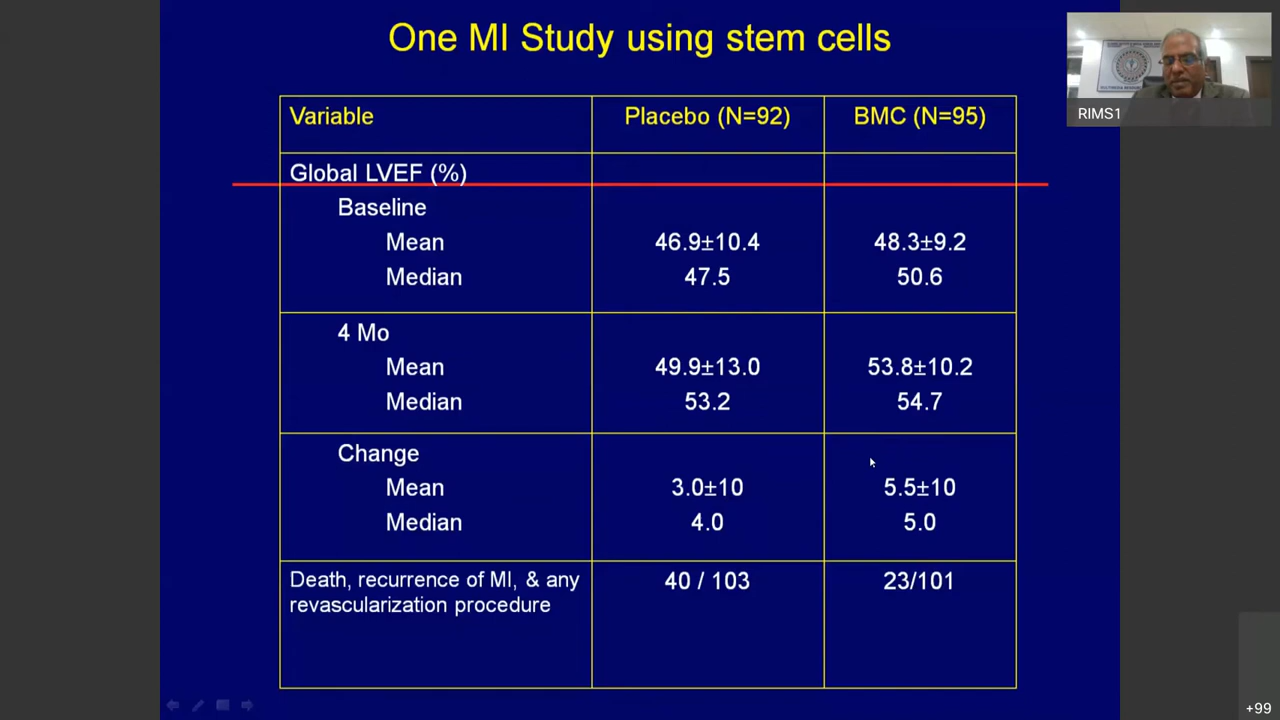 One MI Study using stem cells
Variable Placebo (N=92) BMC (N=95)
Global LVEF (%)
Baseline
Mean 46.9±10.4 48.3±9.2
Median 47.5 50.6
4 Mo
Mean 49.9±13.0 53.8±10.2
Median 53.2 54.7
Change
Mean 3.0±10 5.5±10
Median 4.0 5.0
Death, recurrence of MI, & any 40 / 103 23/101
revascularization procedure
RIMS1
+99